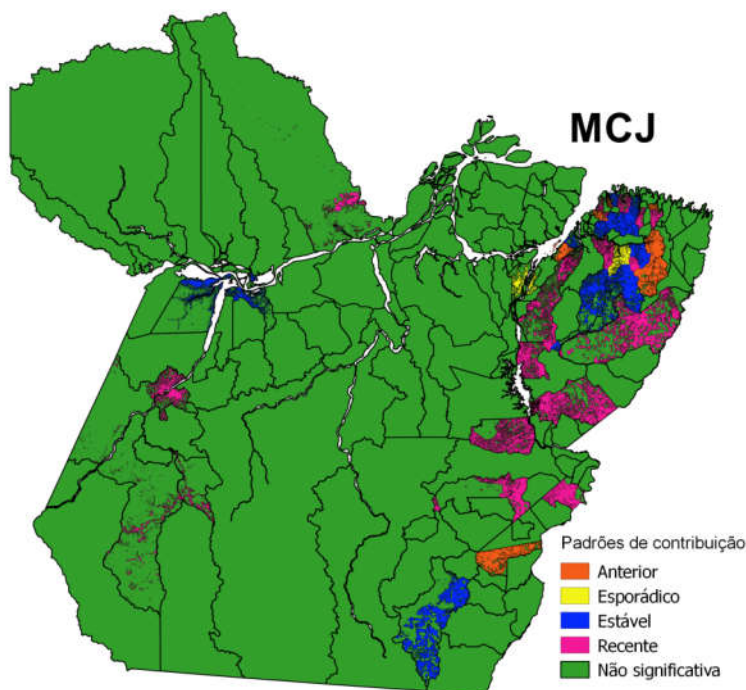 MCJ
Padrões de contribuição
Anterior
Esporádico
Estável
Recente
Não significativa